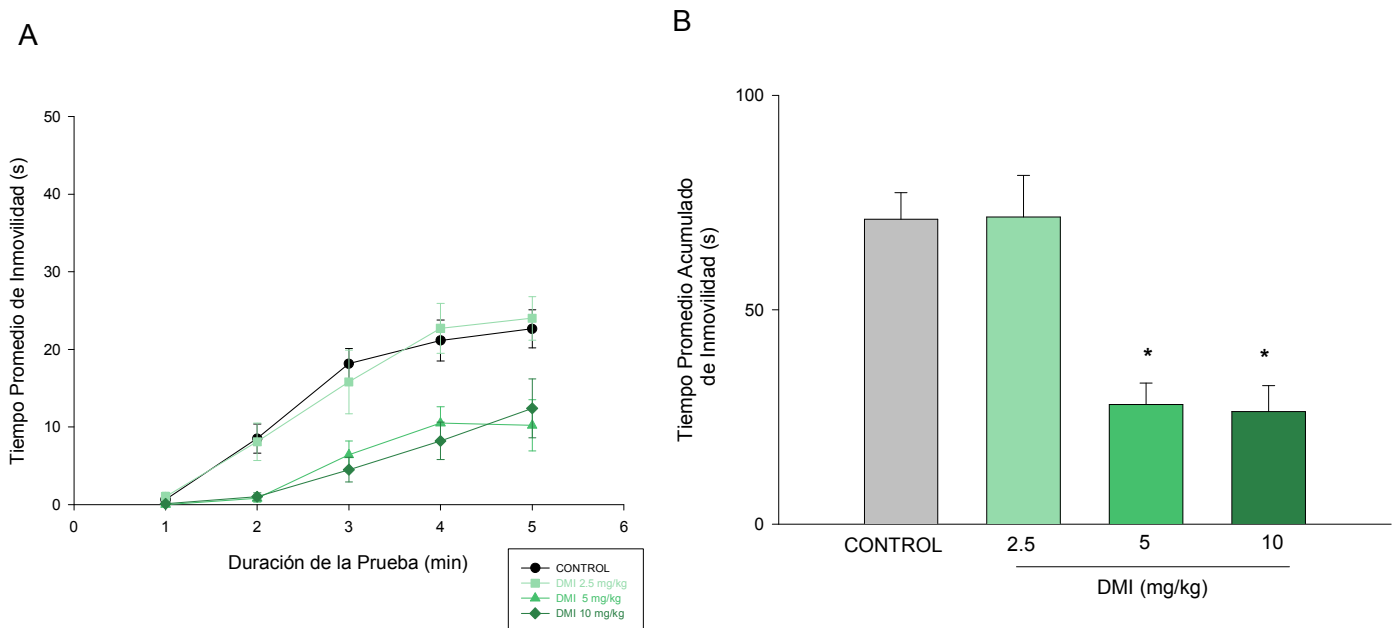 A
Tiempo Promedio de Inmovilidad (s)
50
40
30
20
10
0
0 1 2 3 4 5 6
Duración de la Prueba (min)
CONTROL
DMI 2.5 mg/kg
DMI 5 mg/kg
DMI 10 mg/kg
B
Tiempo Promedio Acumulado
de Inmovilidad (s)
100
50
0
* *
CONTROL 2.5 5 10
DMI (mg/kg)